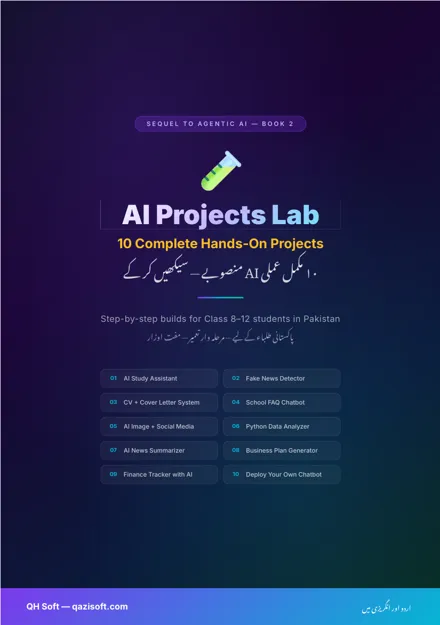 SEQUEL TO AGENTIC AI — BOOK 2
AI Projects Lab
10 Complete Hands-On Projects
۱۰ مکمل عملی AI منصوبے — سیکھیں کر کے
Step-by-step builds for Class 8–12 students in Pakistan
پاکستانی طلباء کے لیے — مرحلہ وار تعمیر — مفت اوزار
01 AI Study Assistant
02 Fake News Detector
03 CV + Cover Letter System
04 School FAQ Chatbot
05 AI Image + Social Media
06 Python Data Analyzer
07 AI News Summarizer
08 Business Plan Generator
09 Finance Tracker with AI
10 Deploy Your Own Chatbot
QH Soft — qazisoft.com
اردو اور انگریزی میں